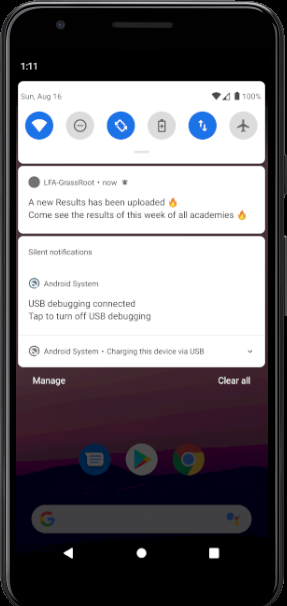 1:11
Sun, Aug 16
100%
LFA-GrassRoot • now
A new Results has been uploaded 🔥
Come see the results of this week of all academies 🔥
Silent notifications
Android System
USB debugging connected
Tap to turn off USB debugging
Android System • Charging this device via USB
Manage
Clear all